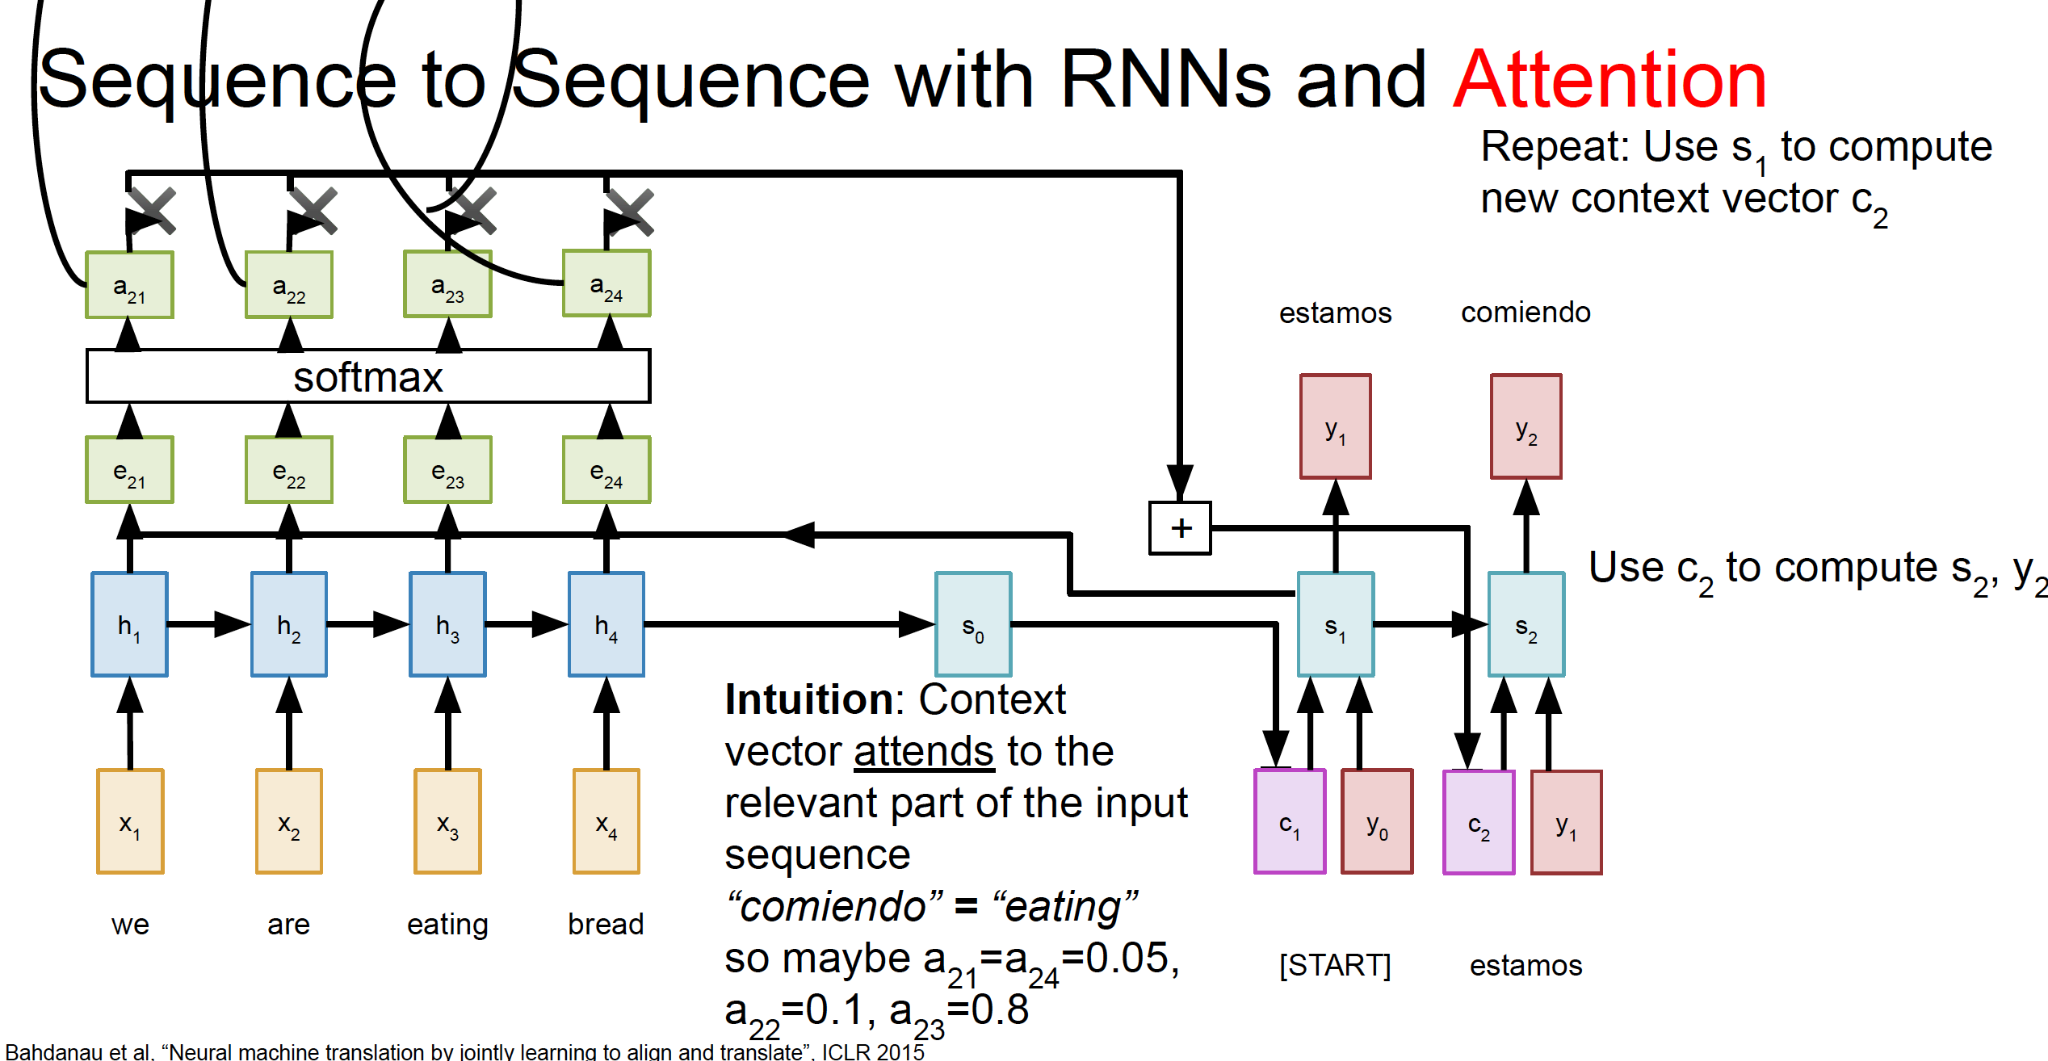 Sequence to Sequence with RNNs and Attention
Repeat: Use s1 to compute
new context vector c2
a21 a22 a23 a24
estamos comiendo
softmax
y1 y2
e21 e22 e23 e24
+
Use c2 to compute s2, y2
h1 h2 h3 h4 s0 s1 s2
Intuition: Context
vector attends to the
relevant part of the input
sequence
“comiendo” = “eating”
so maybe a21=a24=0.05,
a22=0.1, a23=0.8
x1 x2 x3 x4
c1 y0 c2 y1
we are eating bread
[START] estamos
Bahdanau et al. “Neural machine translation by jointly learning to align and translate”. ICLR 2015